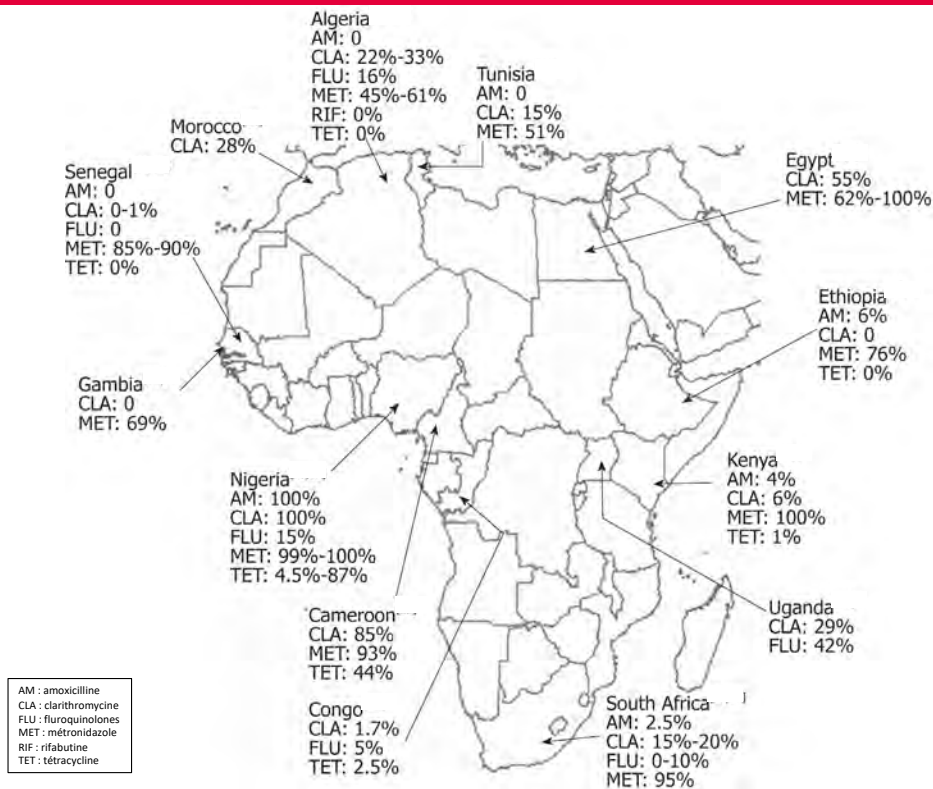 Algeria
AM: 0
CLA: 22%-33%
FLU: 16%
MET: 45%-61%
RIF: 0%
TET: 0%
Tunisia
AM: 0
CLA: 15%
MET: 51%
Morocco
CLA: 28%
Senegal
AM: 0
CLA: 0-1%
FLU: 0
MET: 85%-90%
TET: 0%
Egypt
CLA: 55%
MET: 62%-100%
Ethiopia
AM: 6%
CLA: 0
MET: 76%
TET: 0%
Gambia
CLA: 0
MET: 69%
Nigeria
AM: 100%
CLA: 100%
FLU: 15%
MET: 99%-100%
TET: 4.5%-87%
Kenya
AM: 4%
CLA: 6%
MET: 100%
TET: 1%
Cameroon
CLA: 85%
MET: 93%
TET: 44%
Uganda
CLA: 29%
FLU: 42%
Congo
CLA: 1.7%
FLU: 5%
TET: 2.5%
South Africa
AM: 2.5%
CLA: 15%-20%
FLU: 0-10%
MET: 95%
AM : amoxicilline
CLA : clarithromycine
FLU : fluroquinolones
MET : métronidazole
RIF : rifabutine
TET : tétracycline